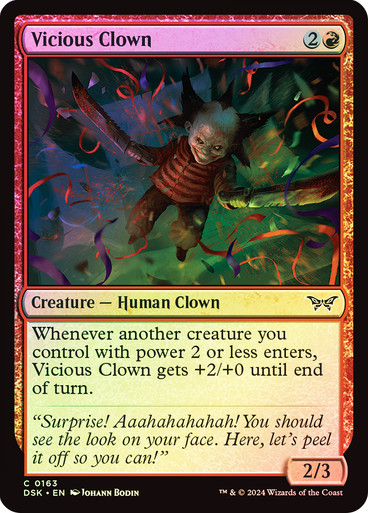 Vicious Clown 2
Creature — Human Clown
Whenever another creature you
control with power 2 or less enters,
Vicious Clown gets +2/+0 until end
of turn.
“Surprise! Aaahahahahah! You should
see the look on your face. Here, let’s peel
it off so you can!”
2/3
C 0163
DSK • EN Johann Bodin
™ & © 2024 Wizards of the Coast